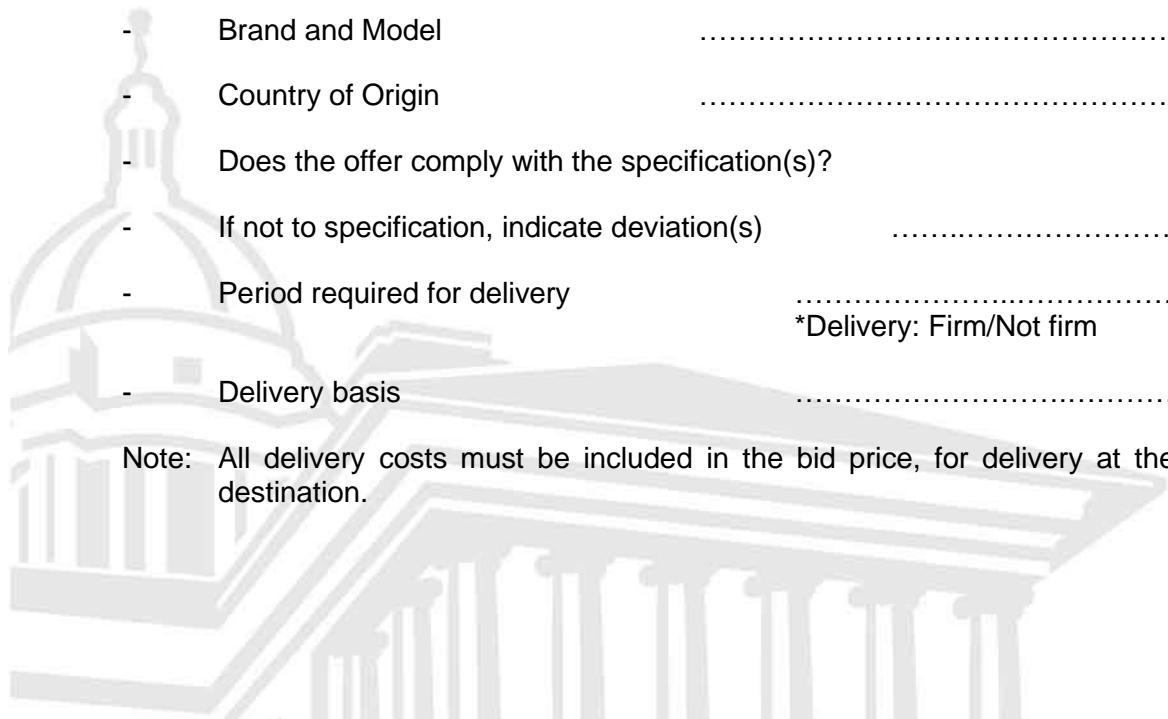 - Brand and Model ……………………………………….
- Country of Origin ……………………………………….
- Does the offer comply with the specification(s)?
- If not to specification, indicate deviation(s) ……..………………….
- Period required for delivery …………………..…………….
*Delivery: Firm/Not firm
- Delivery basis ……………………….……….
Note: All delivery costs must be included in the bid price, for delivery at the
destination.